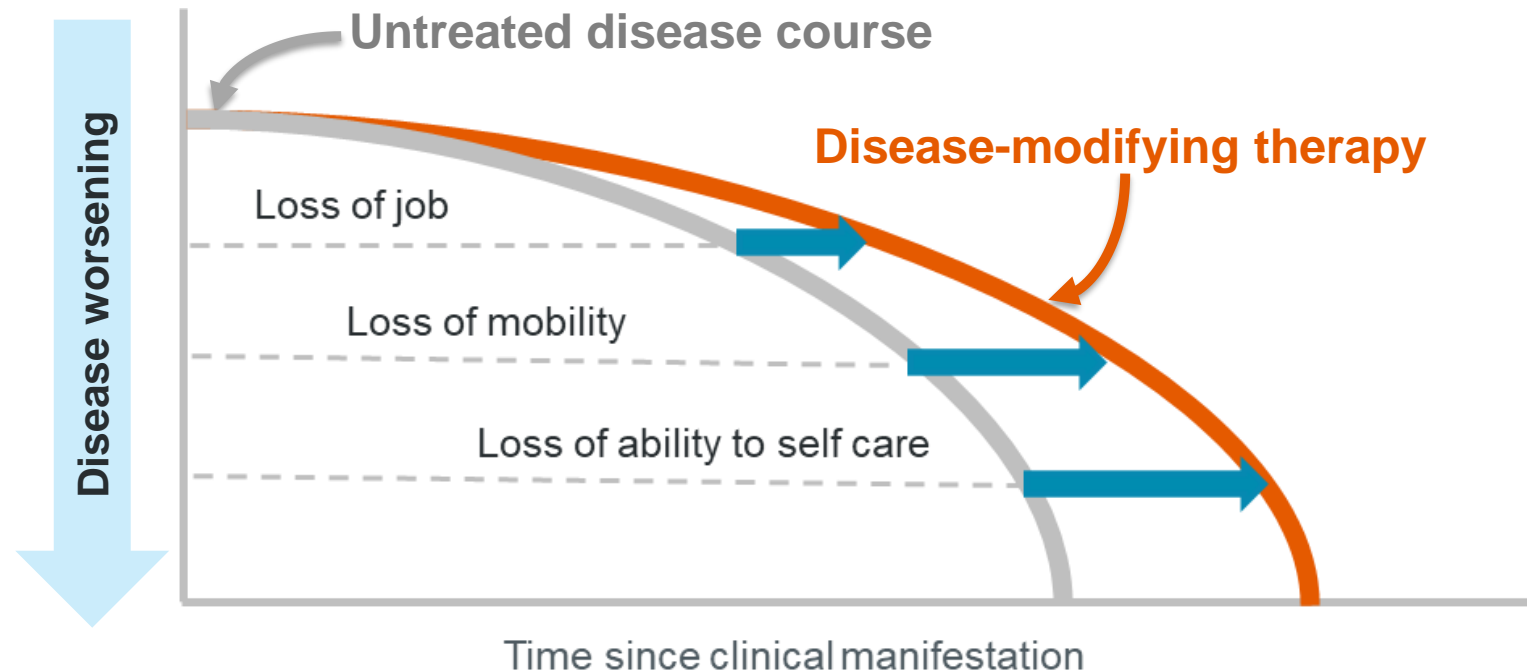 Untreated disease course
Disease-modifying therapy
Disease worsening
Loss of job
Loss of mobility
Loss of ability to self care
Time since clinical manifestation